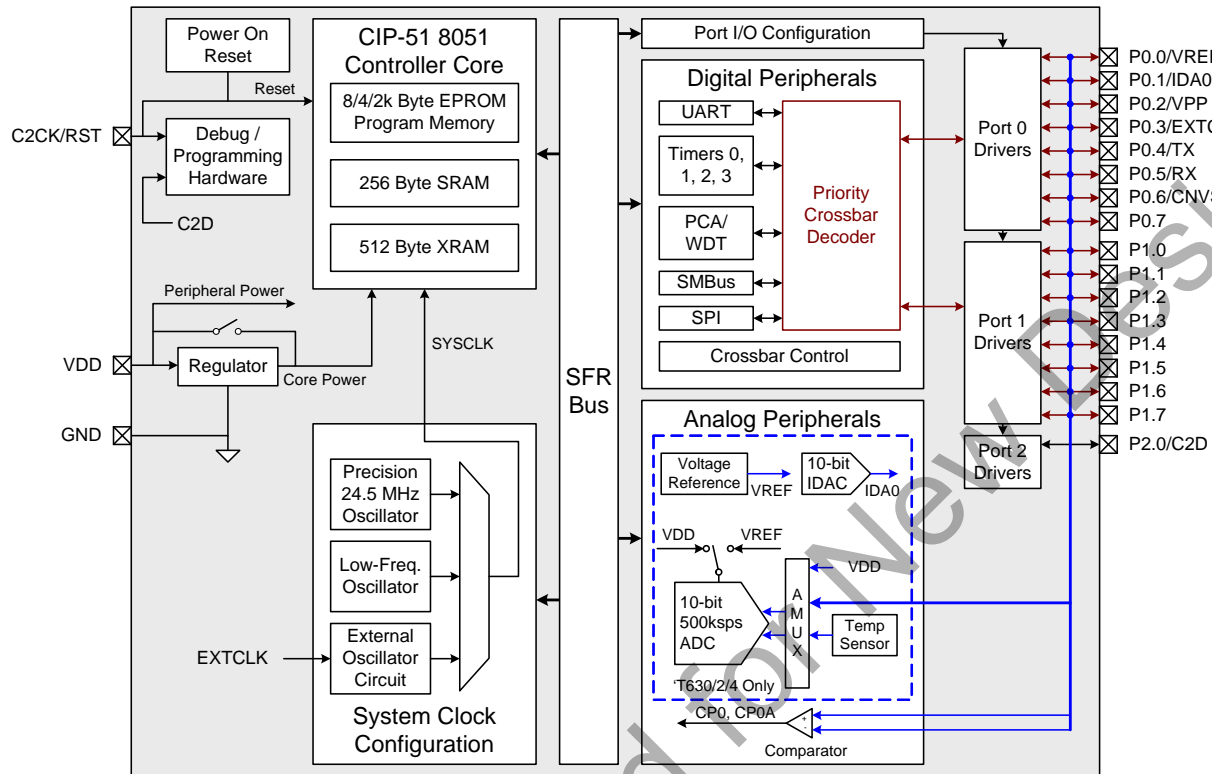 Power On
Reset
Reset
C2CK/RST
Debug /
Programming
Hardware
C2D
Peripheral Power
VDD
Regulator
Core Power
GND
CIP-51 8051
Controller Core
8/4/2k Byte EPROM
Program Memory
256 Byte SRAM
512 Byte XRAM
SYSCLK
Precision
24.5 MHz
Oscillator
Low-Freq.
Oscillator
EXTCLK
External
Oscillator
Circuit
System Clock
Configuration
SFR
Bus
Port I/O Configuration
Digital Peripherals
UART
Timers 0,
1, 2, 3
PCA/
WDT
SMBus
SPI
Priority
Crossbar
Decoder
Crossbar Control
Analog Peripherals
Voltage
Reference
VREF
10-bit
IDAC
IDA0
VDD
VREF
VDD
10-bit
500ksps
ADC
A
M
U
X
Temp
Sensor
'T630/2/4 Only
CP0, CP0A
+
-
Comparator
Port 0
Drivers
Port 1
Drivers
Port 2
Drivers
P0.0/VREF
P0.1/IDA0
P0.2/VPP
P0.3/EXTC
P0.4/TX
P0.5/RX
P0.6/CNVS
P0.7
P1.0
P1.1
P1.2
P1.3
P1.4
P1.5
P1.6
P1.7
P2.0/C2D
d for New Desi